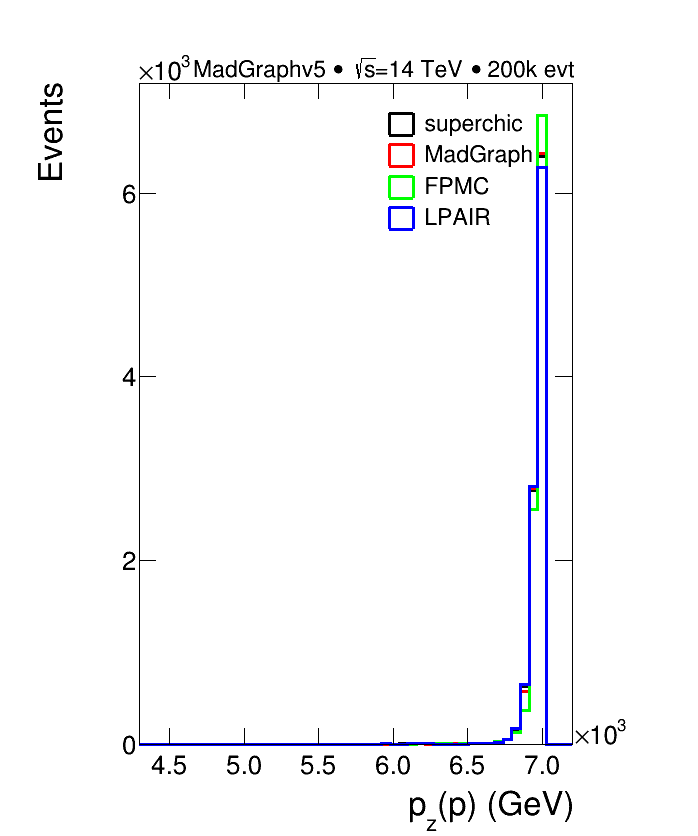 ×10³ MadGraphv5 • √s=14 TeV • 200k evt
Events
superchic
MadGraph
FPMC
LPAIR
6
4
2
0
×10³
4.5 5.0 5.5 6.0 6.5 7.0
p_z(p) (GeV)